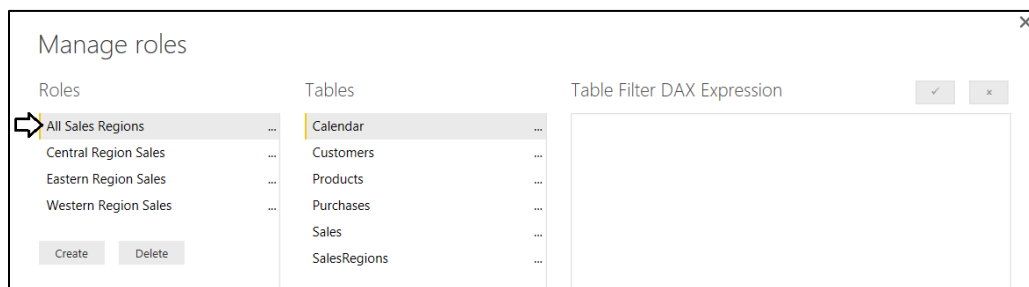 Manage roles
Roles
All Sales Regions ...
Central Region Sales ...
Eastern Region Sales ...
Western Region Sales ...
Create Delete
Tables
Calendar ...
Customers ...
Products ...
Purchases ...
Sales ...
SalesRegions ...
Table Filter DAX Expression